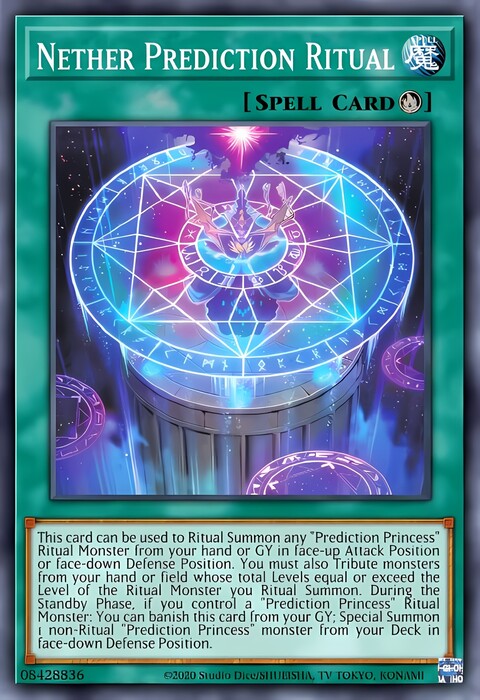 NETHER PREDICTION RITUAL
[SPELL CARD]
This card can be used to Ritual Summon any "Prediction Princess"
Ritual Monster from your hand or GY in face-up Attack Position
or face-down Defense Position. You must also Tribute monsters
from your hand or field whose total Levels equal or exceed the
Level of the Ritual Monster you Ritual Summon. During the
Standby Phase, if you control a "Prediction Princess" Ritual
Monster: You can banish this card from your GY; Special Summon
1 non-Ritual "Prediction Princess" monster from your Deck in
face-down Defense Position.
08428836
©2020 Studio Dice/SHUEISHA, TV TOKYO, KONAMI